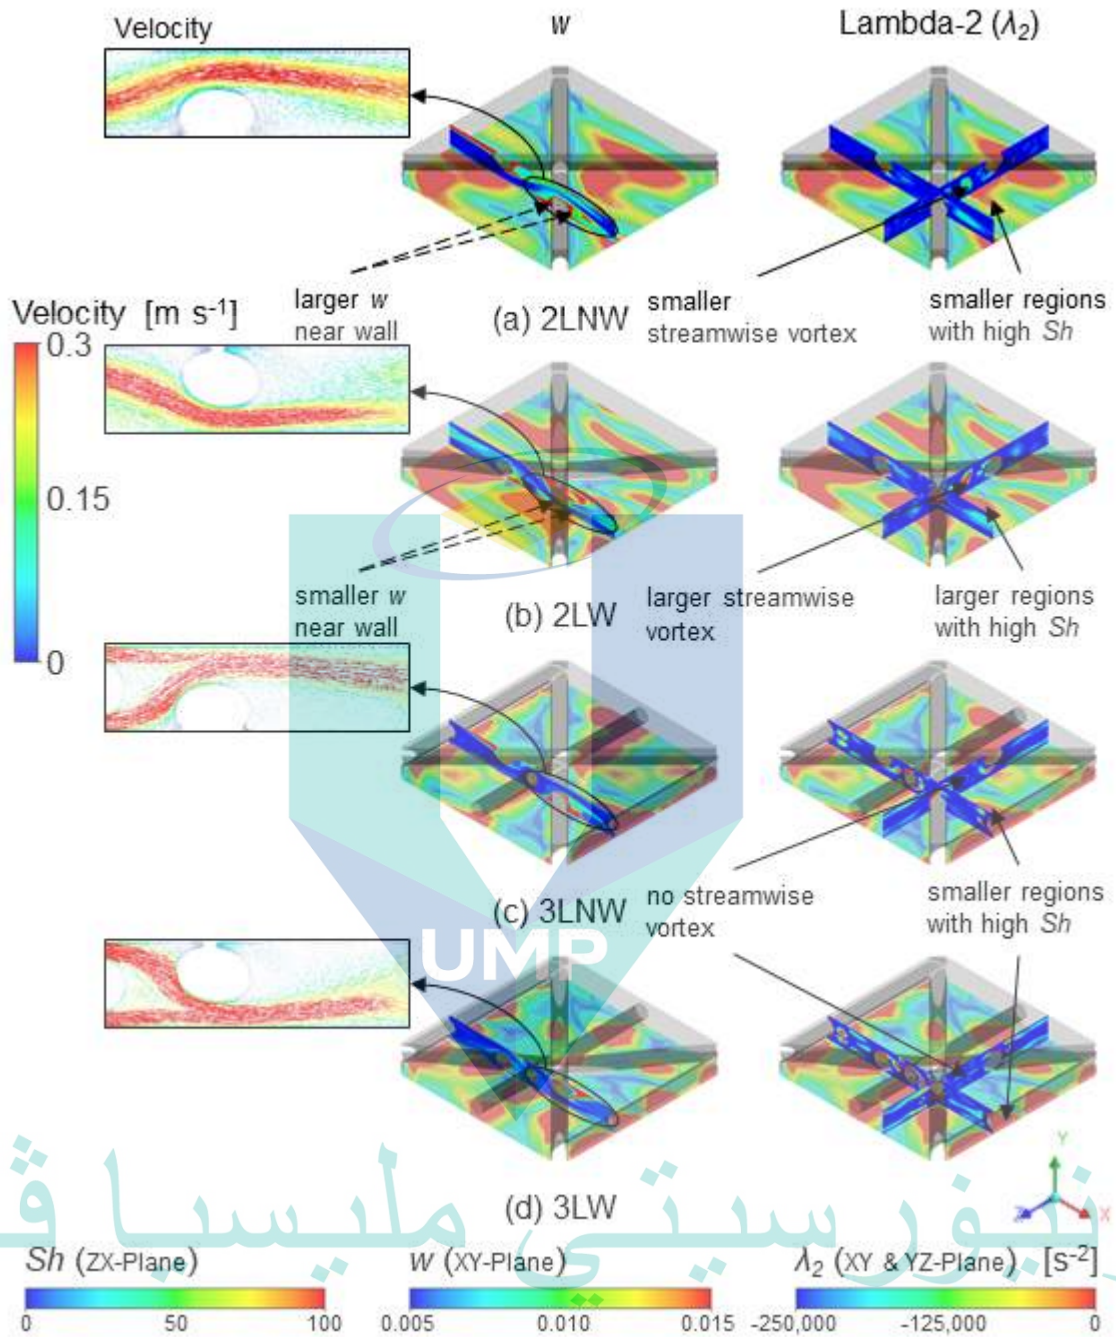 Velocity
w
Lambda-2 (λ₂)
larger w
near wall
smaller
streamwise vortex
smaller regions
with high Sh
(a) 2LNW
Velocity [m s⁻¹]
0.3
0.15
0
smaller w
near wall
larger streamwise
vortex
larger regions
with high Sh
(b) 2LW
no streamwise
vortex
smaller regions
with high Sh
(c) 3LNW
UMP
(d) 3LW
Y
Z
X
مليسيا
Sh (ZX-Plane)
0 50 100
w (XY-Plane)
0.005 0.010 0.015
λ₂ (XY & YZ-Plane) [s⁻²]
-250,000 -125,000 0